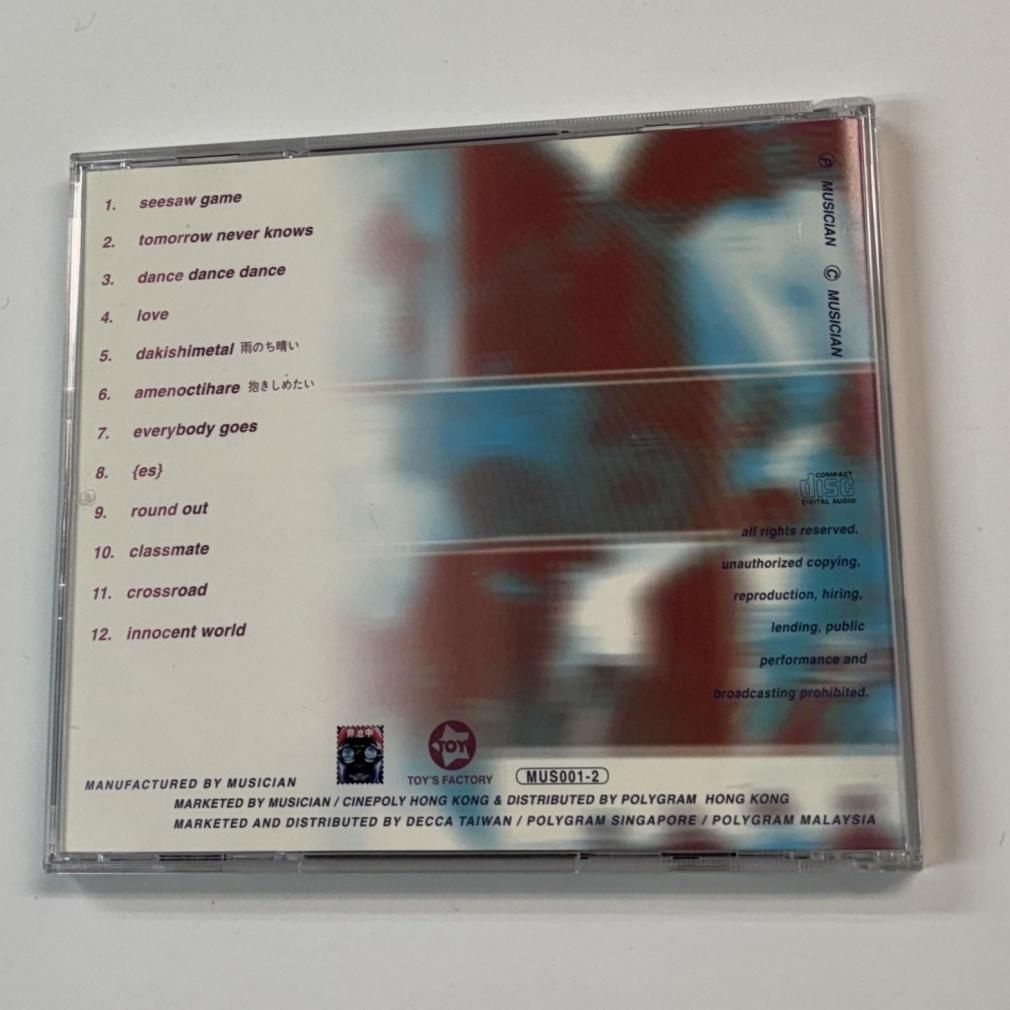 1. seesaw game
2. tomorrow never knows
3. dance dance dance
4. love
5. dakishimetal 雨のち晴い
6. amenoctihare 抱きしめたい
7. everybody goes
8. {es}
9. round out
10. classmate
11. crossroad
12. innocent world
Ⓟ MUSICIAN © MUSICIAN
COMPACT
disc
DIGITAL AUDIO
all rights reserved.
unauthorized copying,
reproduction, hiring,
lending, public
performance and
broadcasting prohibited.
非池中
TOY
TOY'S FACTORY
MUS001-2
MANUFACTURED BY MUSICIAN
MARKETED BY MUSICIAN / CINEPOLY HONG KONG & DISTRIBUTED BY POLYGRAM HONG KONG
MARKETED AND DISTRIBUTED BY DECCA TAIWAN / POLYGRAM SINGAPORE / POLYGRAM MALAYSIA